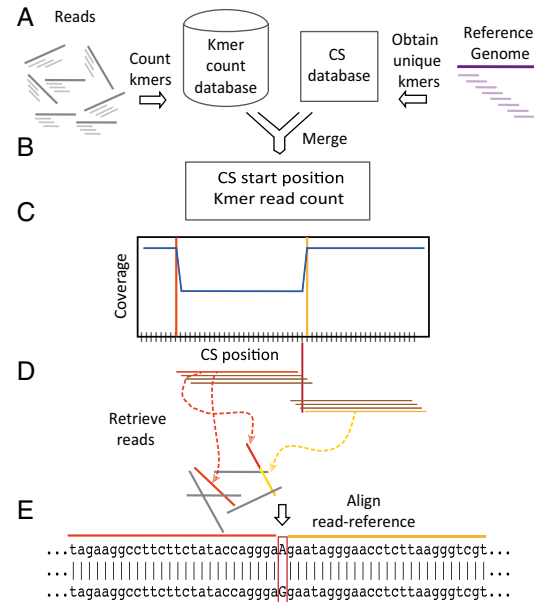 A
Reads
Count
kmers
Kmer
count
database
CS
database
Obtain
unique
kmers
Reference
Genome
Merge
B
CS start position
Kmer read count
C
Coverage
CS position
D
Retrieve
reads
E
Align
read-reference
...tagaaggccttcttctataccagggaAgaatagggaacctcttaagggtcgt...
...tagaaggccttcttctataccagggaGgaatagggaacctcttaagggtcgt...